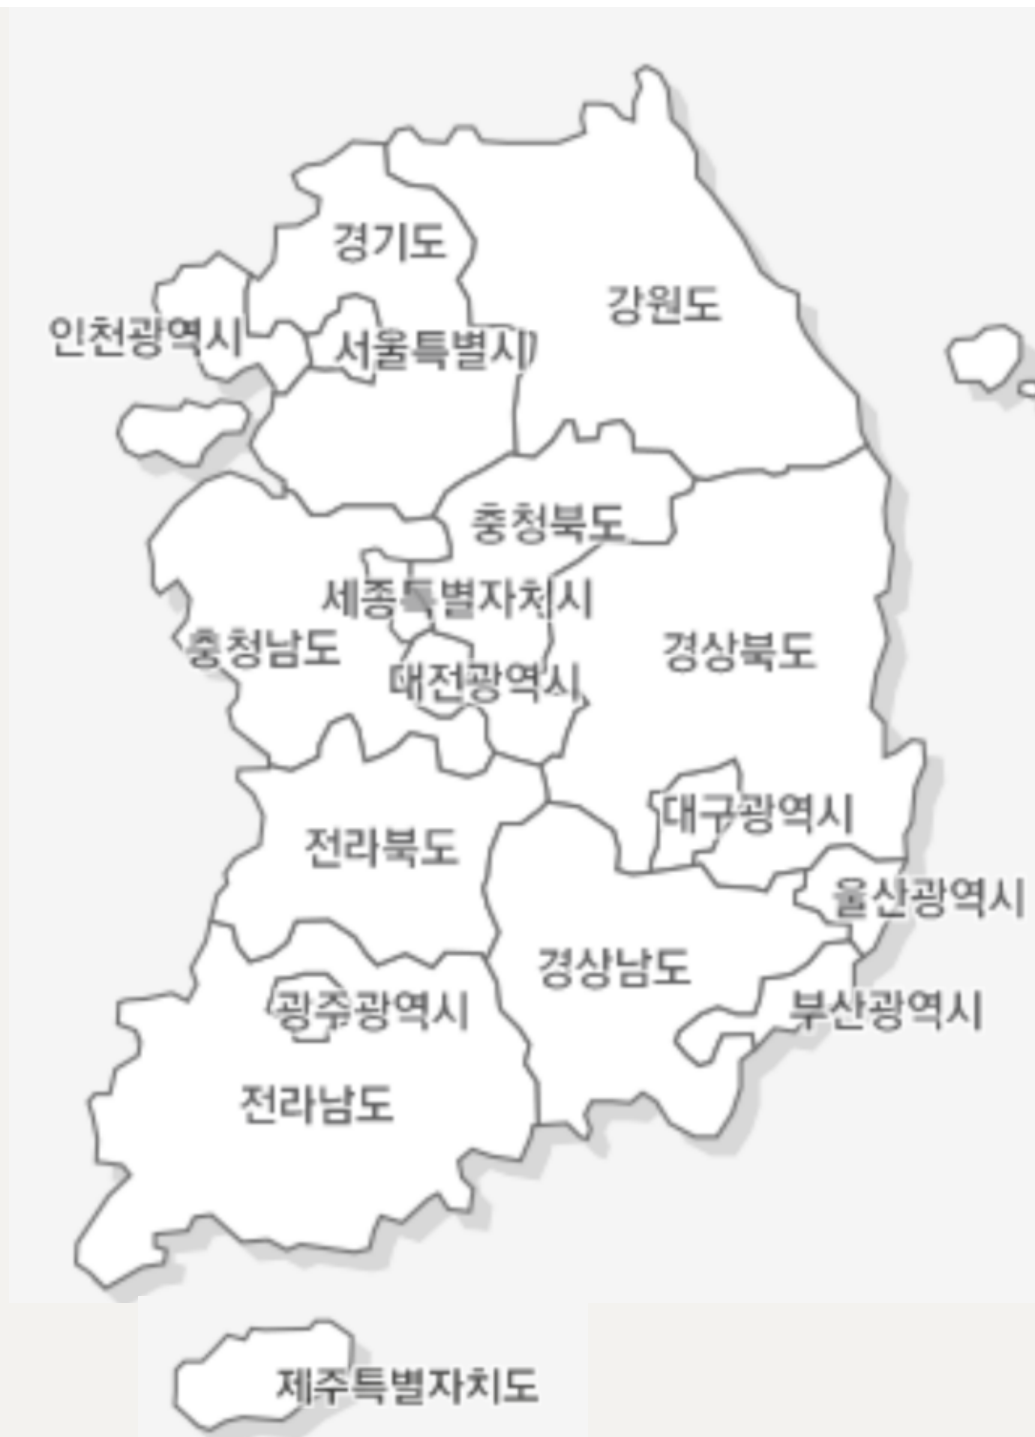 경기도
강원도
인천광역시
서울특별시
충청북도
세종특별자치시
충청남도
경상북도
대전광역시
대구광역시
전라북도
울산광역시
경상남도
광주광역시
부산광역시
전라남도
제주특별자치도